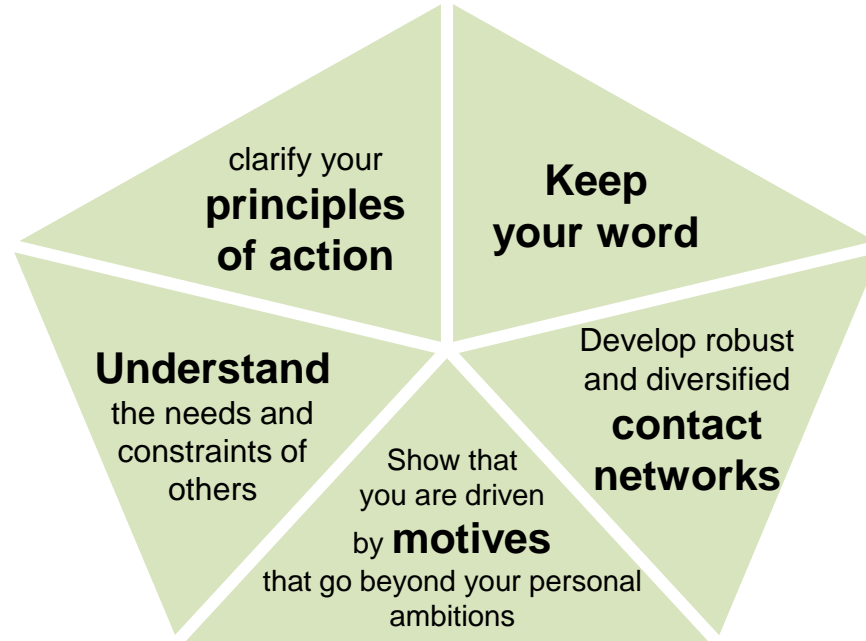 clarify your
principles
of action
Keep
your word
Understand
the needs and
constraints of
others
Develop robust
and diversified
contact
networks
Show that
you are driven
by motives
that go beyond your personal
ambitions